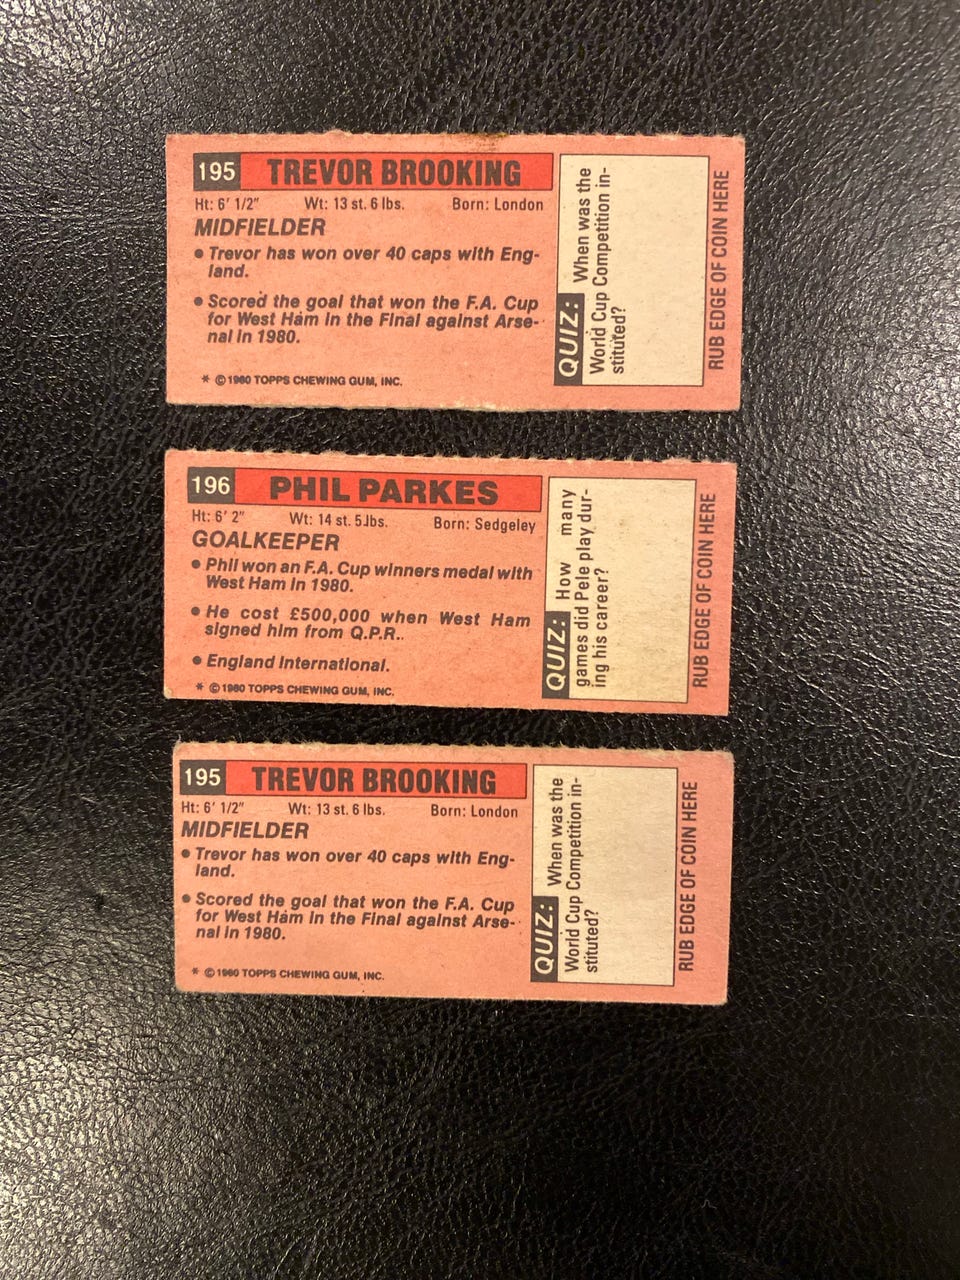 195 TREVOR BROOKING
Ht: 6' 1/2" Wt: 13 st. 6 lbs. Born: London
MIDFIELDER
• Trevor has won over 40 caps with Eng-
land.
• Scored the goal that won the F.A. Cup
for West Ham in the Final against Arse-
nal in 1980.
* © 1980 TOPPS CHEWING GUM, INC.
QUIZ: When was the
World Cup Competition in-
stituted?
RUB EDGE OF COIN HERE
196 PHIL PARKES
Ht: 6' 2" Wt: 14 st. 5 lbs. Born: Sedgeley
GOALKEEPER
• Phil won an F.A. Cup winners medal with
West Ham in 1980.
• He cost £500,000 when West Ham
signed him from Q.P.R..
• England International.
* © 1980 TOPPS CHEWING GUM, INC.
QUIZ: How many
games did Pele play dur-
ing his career?
RUB EDGE OF COIN HERE
195 TREVOR BROOKING
Ht: 6' 1/2" Wt: 13 st. 6 lbs. Born: London
MIDFIELDER
• Trevor has won over 40 caps with Eng-
land.
• Scored the goal that won the F.A. Cup
for West Ham in the Final against Arse-
nal in 1980.
* © 1980 TOPPS CHEWING GUM, INC.
QUIZ: When was the
World Cup Competition in-
stituted?
RUB EDGE OF COIN HERE